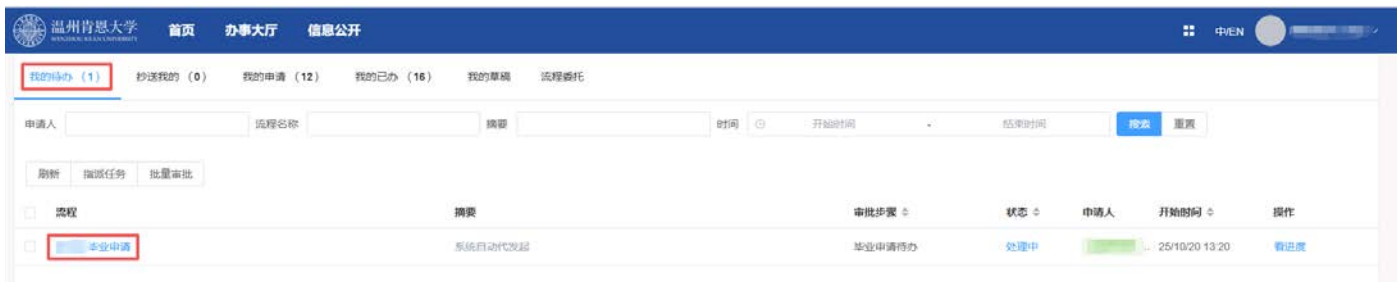 温州肯恩大学 首页 办事大厅 信息公开 中/EN
WENZHOU-KEAN UNIVERSITY
我的待办 (1) 抄送我的 (0) 我的申请 (12) 我的已办 (16) 我的草稿 流程委托
申请人 流程名称 摘要 时间 开始时间 - 结束时间 搜索 重置
刷新 指派任务 批量审批
流程 摘要 审批步骤 状态 申请人 开始时间 操作
毕业申请 系统自动代发起 毕业申请待办 处理中 ... 25/10/20 13:20 看进度